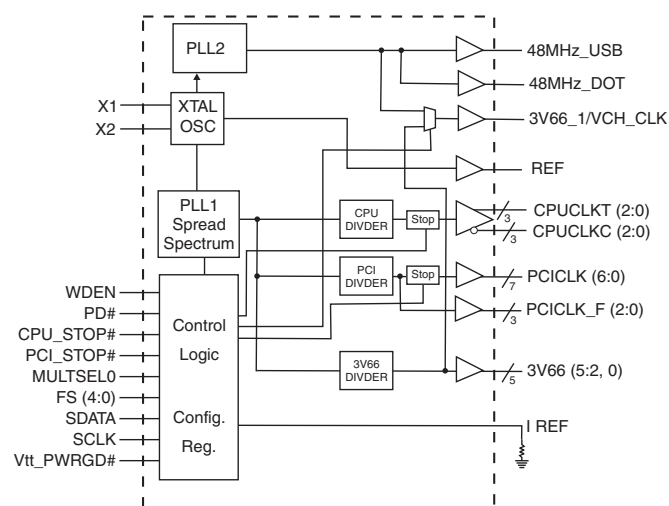 PLL2
48MHz_USB
48MHz_DOT
X1
X2
XTAL
OSC
3V66_1/VCH_CLK
REF
PLL1
Spread
Spectrum
CPU
DIVDER
Stop
3
CPUCLKT (2:0)
3
CPUCLKC (2:0)
PCI
DIVDER
Stop
7
PCICLK (6:0)
3
PCICLK_F (2:0)
WDEN
PD#
CPU_STOP#
PCI_STOP#
MULTSEL0
FS (4:0)
SDATA
SCLK
Vtt_PWRGD#
Control
Logic
Config.
Reg.
3V66
DIVDER
5
3V66 (5:2, 0)
I REF